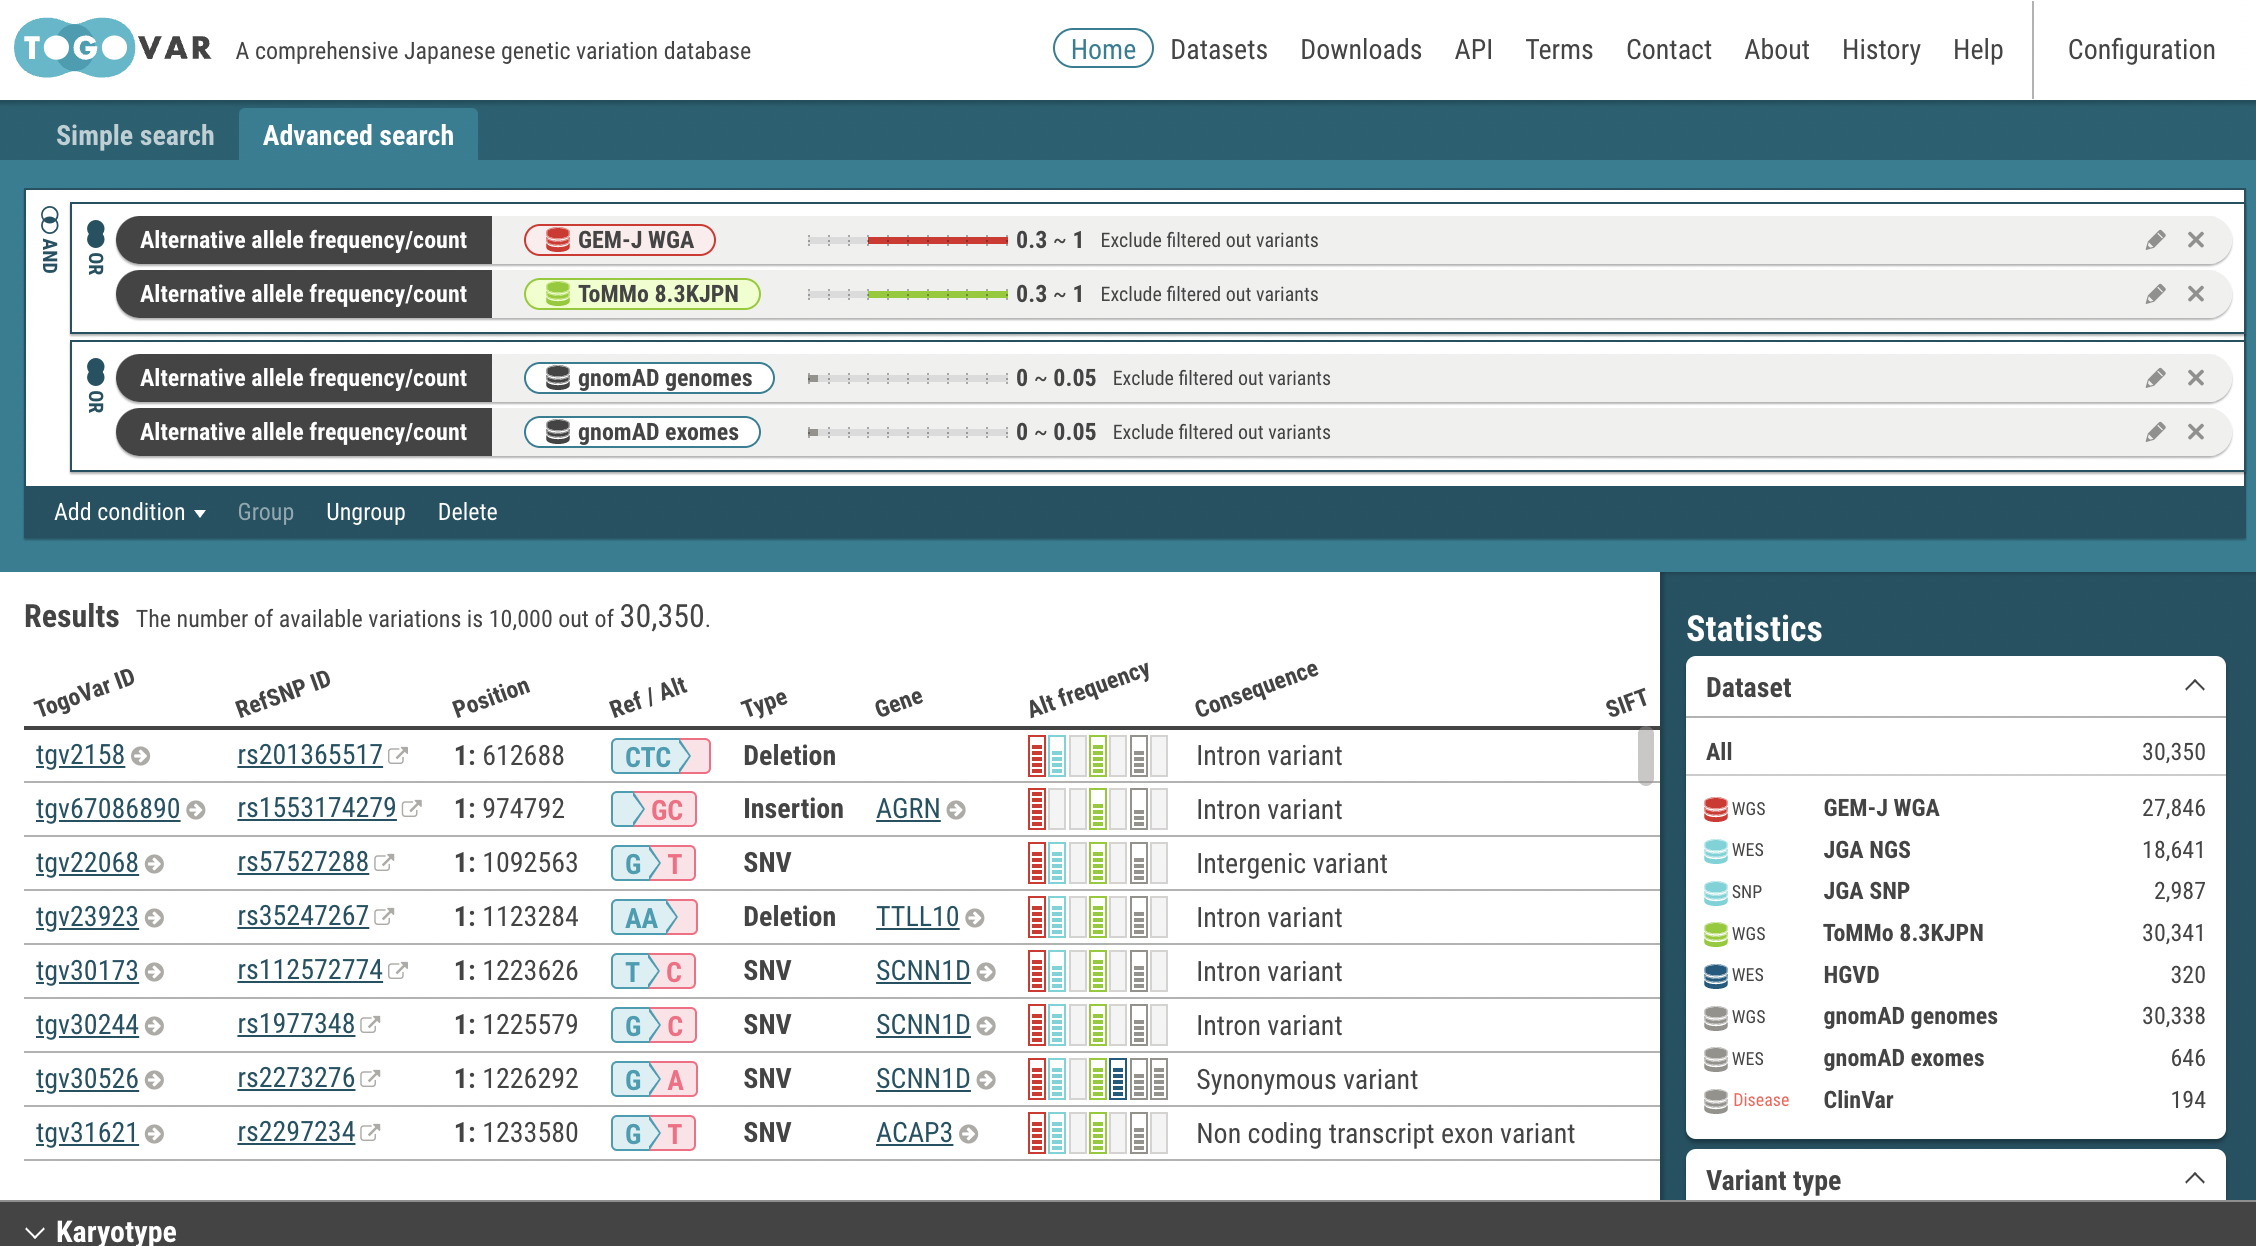 TOGOVAR A comprehensive Japanese genetic variation database Home Datasets Downloads API Terms Contact About History Help Configuration
Simple search Advanced search
AND
OR
Alternative allele frequency/count GEM-J WGA 0.3 ~ 1 Exclude filtered out variants
Alternative allele frequency/count ToMMo 8.3KJPN 0.3 ~ 1 Exclude filtered out variants
OR
Alternative allele frequency/count gnomAD genomes 0 ~ 0.05 Exclude filtered out variants
Alternative allele frequency/count gnomAD exomes 0 ~ 0.05 Exclude filtered out variants
Add condition Group Ungroup Delete
Results The number of available variations is 10,000 out of 30,350.
TogoVar ID RefSNP ID Position Ref / Alt Type Gene Alt frequency Consequence SIFT
tgv2158 rs201365517 1: 612688 CTC Deletion Intron variant
tgv67086890 rs1553174279 1: 974792 GC Insertion AGRN Intron variant
tgv22068 rs57527288 1: 1092563 G T SNV Intergenic variant
tgv23923 rs35247267 1: 1123284 AA Deletion TTLL10 Intron variant
tgv30173 rs112572774 1: 1223626 T C SNV SCNN1D Intron variant
tgv30244 rs1977348 1: 1225579 G C SNV SCNN1D Intron variant
tgv30526 rs2273276 1: 1226292 G A SNV SCNN1D Synonymous variant
tgv31621 rs2297234 1: 1233580 G T SNV ACAP3 Non coding transcript exon variant
Statistics
Dataset
All 30,350
WGS GEM-J WGA 27,846
WES JGA NGS 18,641
SNP JGA SNP 2,987
WGS ToMMo 8.3KJPN 30,341
WES HGVD 320
WGS gnomAD genomes 30,338
WES gnomAD exomes 646
Disease ClinVar 194
Variant type
Karyotype